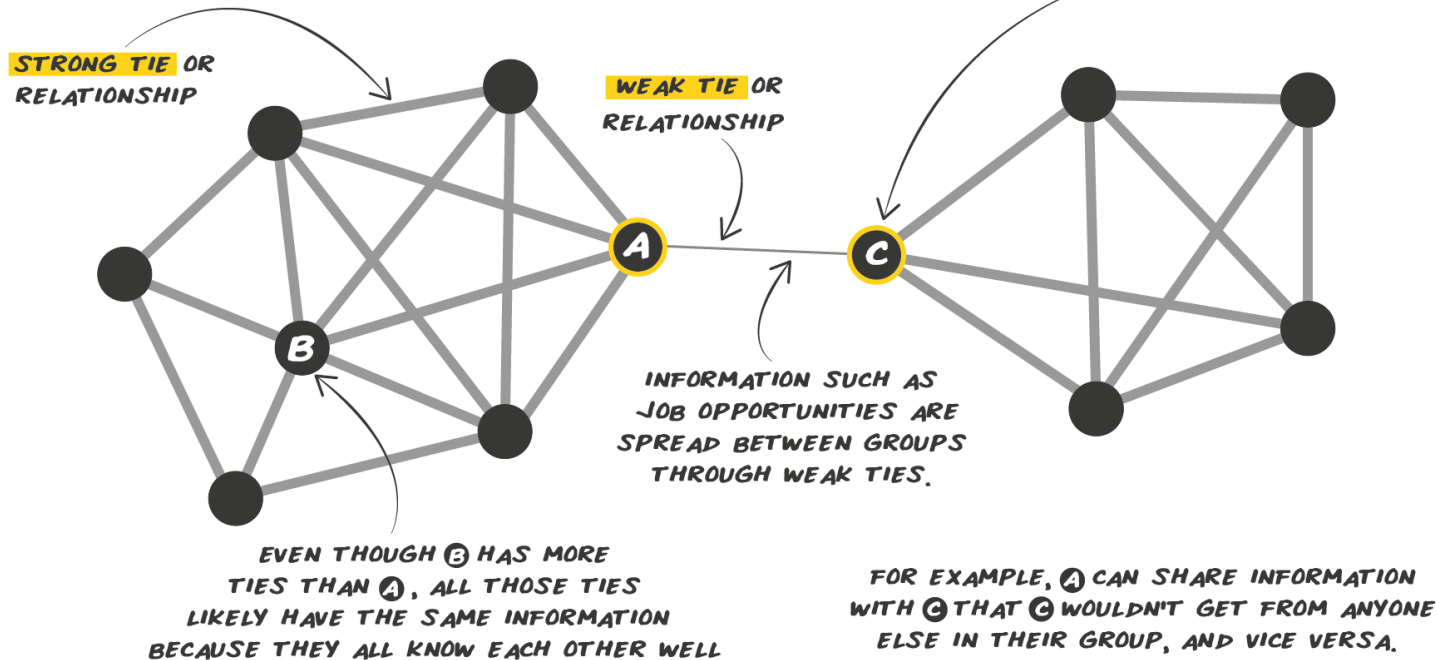 STRONG TIE OR
RELATIONSHIP
WEAK TIE OR
RELATIONSHIP
A
C
B
INFORMATION SUCH AS
JOB OPPORTUNITIES ARE
SPREAD BETWEEN GROUPS
THROUGH WEAK TIES.
EVEN THOUGH B HAS MORE
TIES THAN A, ALL THOSE TIES
LIKELY HAVE THE SAME INFORMATION
BECAUSE THEY ALL KNOW EACH OTHER WELL
FOR EXAMPLE, A CAN SHARE INFORMATION
WITH C THAT C WOULDN'T GET FROM ANYONE
ELSE IN THEIR GROUP, AND VICE VERSA.